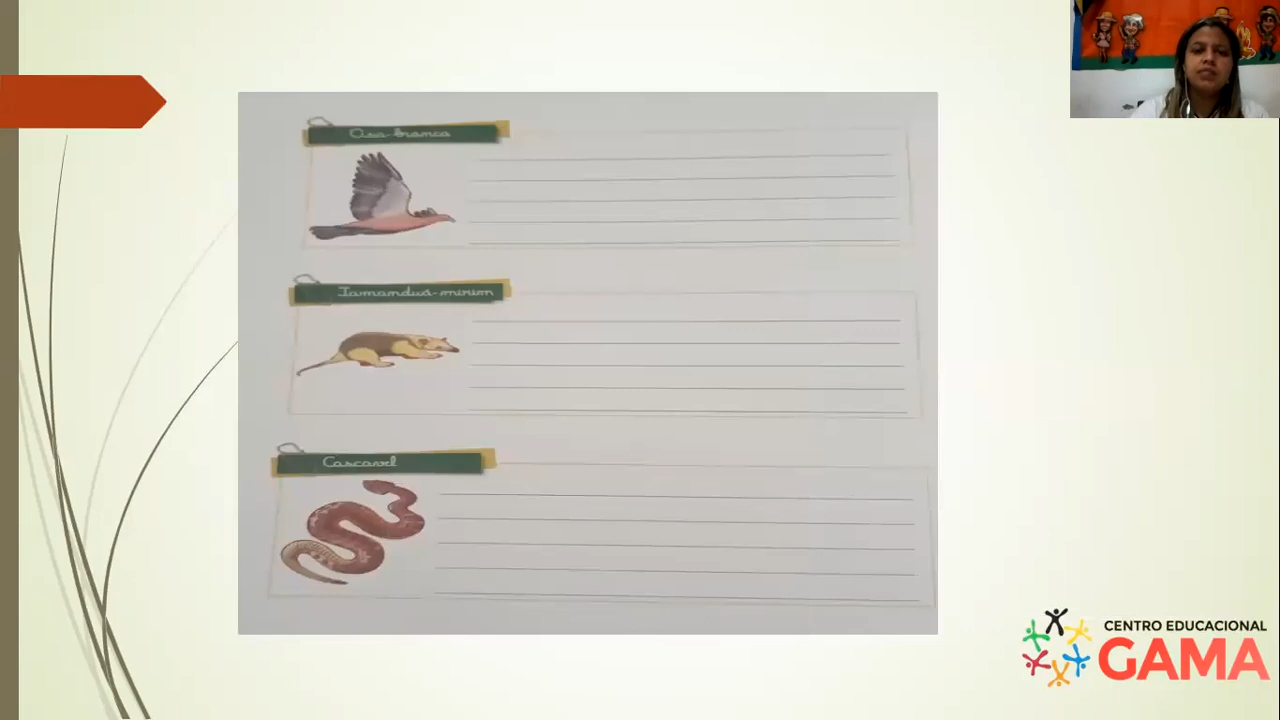 Asa-branca
Tamanduá-mirim
Cascavel
CENTRO EDUCACIONAL
GAMA